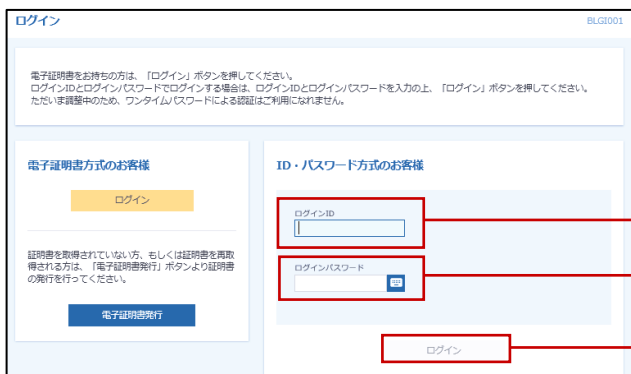 ログイン
BLGI001
電子証明書をお持ちの方は、「ログイン」ボタンを押してください。
ログインIDとログインパスワードでログインする場合は、ログインIDとログインパスワードを入力の上、「ログイン」ボタンを押してください。
ただいま調整中のため、ワンタイムパスワードによる認証はご利用になれません。
電子証明書方式のお客様
ログイン
証明書を取得されていない方、もしくは証明書を再取
得される方は、「電子証明書発行」ボタンより証明書
の発行を行ってください。
電子証明書発行
ID・パスワード方式のお客様
ログインID
ログインパスワード
ログイン